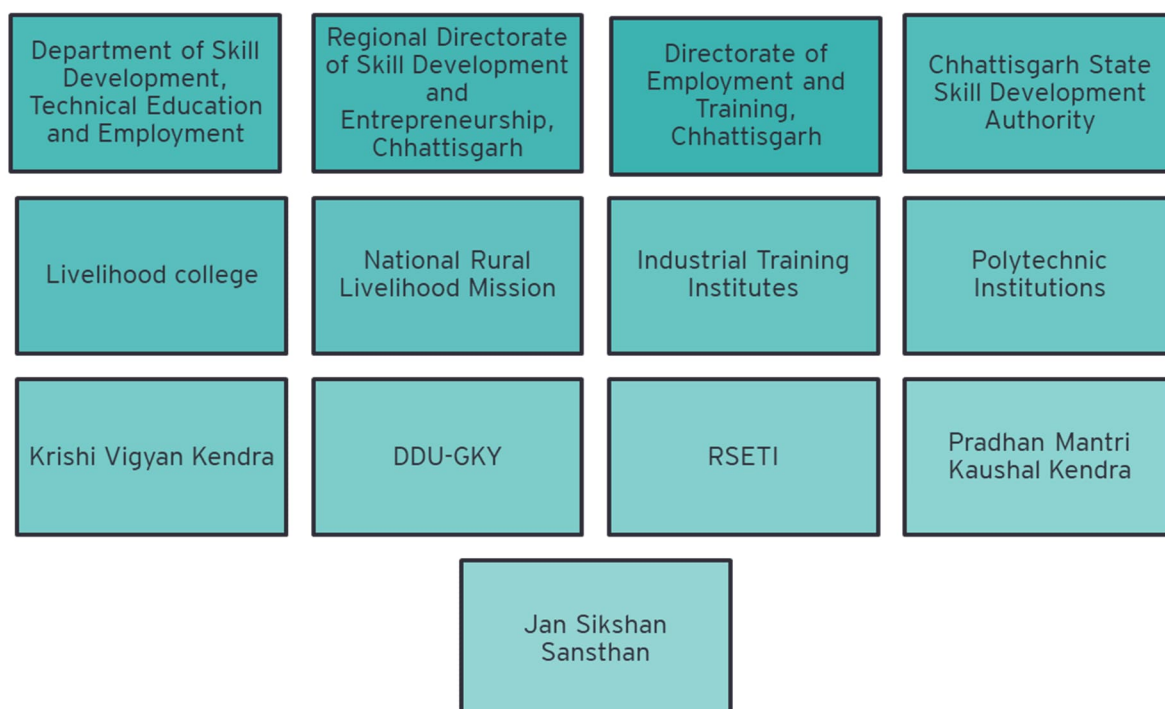 Department of Skill
Development,
Technical Education
and Employment
Regional Directorate
of Skill Development
and
Entrepreneurship,
Chhattisgarh
Directorate of
Employment and
Training,
Chhattisgarh
Chhattisgarh State
Skill Development
Authority
Livelihood college
National Rural
Livelihood Mission
Industrial Training
Institutes
Polytechnic
Institutions
Krishi Vigyan Kendra
DDU-GKY
RSETI
Pradhan Mantri
Kaushal Kendra
Jan Sikshan
Sansthan